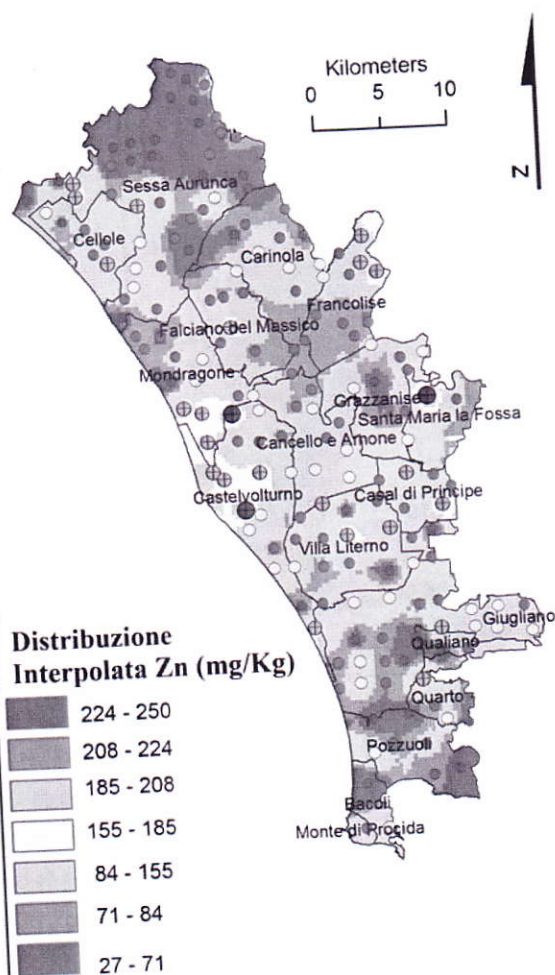 Kilometers
0 5 10
N
Sessa Aurunca
Cellole
Carinola
Francolise
Falciano del Massico
Mondragone
Grazzanise
Santa Maria la Fossa
Cancello e Arnone
Castelvolturno
Casal di Principe
Villa Literno
Giugliano
Qualiano
Quarto
Pozzuoli
Bacoli
Monte di Procida
Distribuzione
Interpolata Zn (mg/Kg)
224 - 250
208 - 224
185 - 208
155 - 185
84 - 155
71 - 84
27 - 71